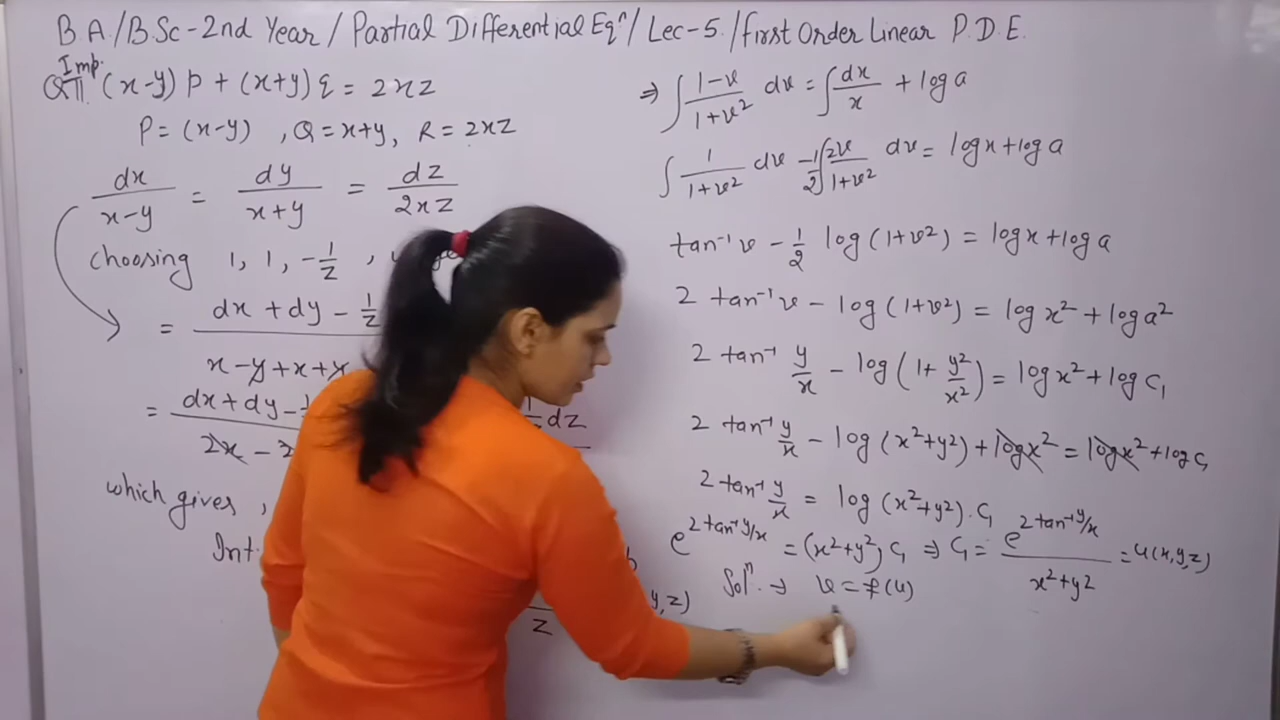 B.A./B.Sc-2nd Year/Partial Differential Eqⁿ/Lec-5./first Order Linear P.D.E.
Imp.
Q11. (x-y) p + (x+y) q = 2xz
P = (x-y) , Q = x+y, R = 2xz
dx/(x-y) = dy/(x+y) = dz/2xz
choosing 1, 1, -1/z ,
= dx + dy - 1/z
x-y+x+y
= dx+dy-1/z dz
2x - 2
which gives ,
Int.
y, z)
z
⇒ ∫ (1-v)/(1+v²) dv = ∫ dx/x + log a
∫ 1/(1+v²) dv - 1/2 ∫ 2v/(1+v²) dv = log x + log a
tan⁻¹ v - 1/2 log (1+v²) = log x + log a
2 tan⁻¹ v - log (1+v²) = log x² + log a²
2 tan⁻¹ y/x - log (1+ y²/x²) = log x² + log C₁
2 tan⁻¹ y/x - log (x²+y²) + log x² = log x² + log C₁
2 tan⁻¹ y/x = log (x²+y²) . C₁
e^(2 tan⁻¹ y/x) = (x²+y²) C₁ ⇒ C₁ = e^(2 tan⁻¹ y/x) / (x²+y²) = u(x,y,z)
Solⁿ. → v = f(u)